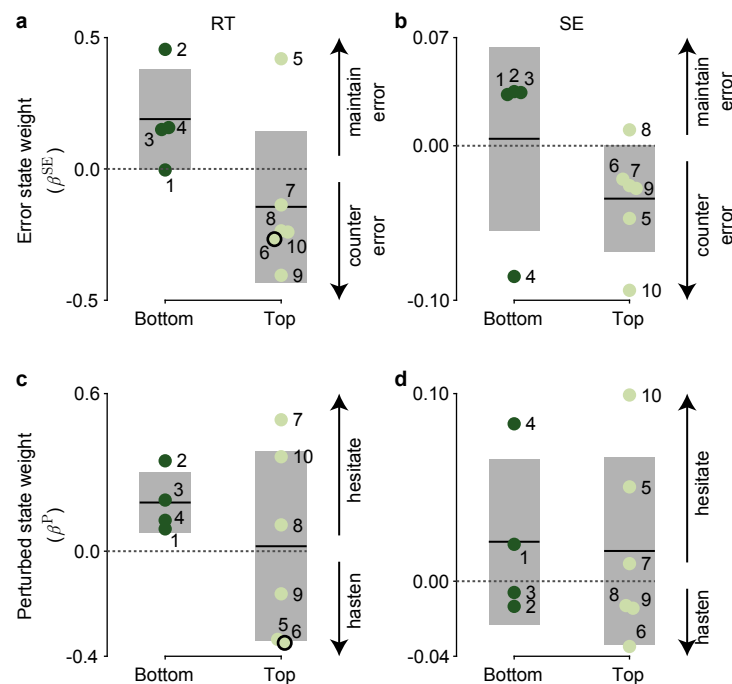 a
RT
0.5
0.0
-0.5
Error state weight
(β^SE)
2
3
4
1
5
7
8
6
10
9
Bottom
Top
maintain
error
counter
error
b
SE
0.07
0.00
-0.10
1
2
3
4
8
6
7
9
5
10
Bottom
Top
maintain
error
counter
error
c
0.6
0.0
-0.4
Perturbed state weight
(β^P)
2
3
4
1
7
10
8
9
5
6
Bottom
Top
hesitate
hasten
d
0.10
0.00
-0.04
4
1
3
2
10
5
7
8
9
6
Bottom
Top
hesitate
hasten